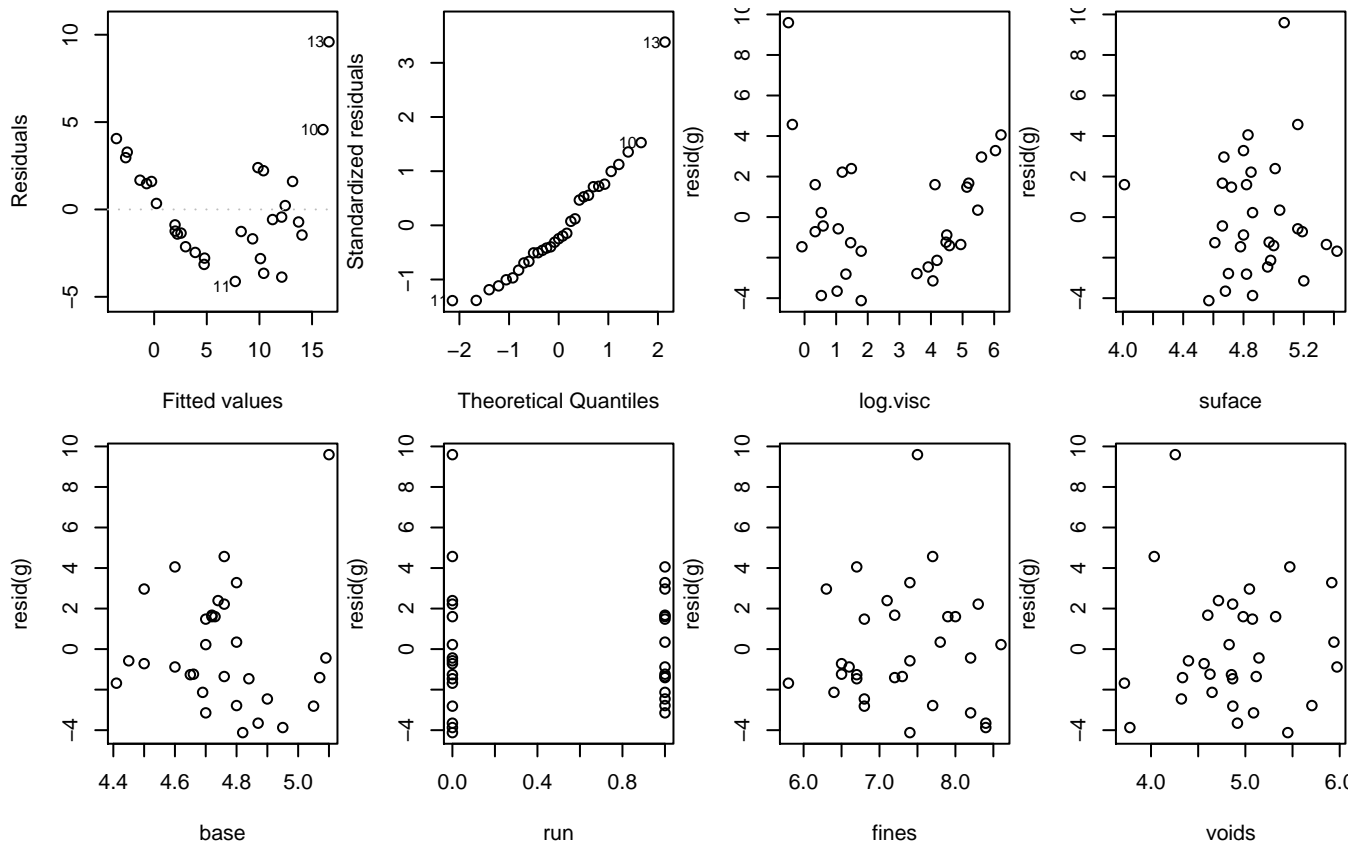 Residuals
10
5
0
−5
13
10
11
0 5 10 15
Fitted values
Standardized residuals
3
2
1
0
−1
13
10
11
−2 −1 0 1 2
Theoretical Quantiles
resid(g)
10
8
6
4
2
0
−4
0 1 2 3 4 5 6
log.visc
resid(g)
10
8
6
4
2
0
−4
4.0 4.4 4.8 5.2
suface
resid(g)
10
8
6
4
2
0
−4
4.4 4.6 4.8 5.0
base
resid(g)
10
8
6
4
2
0
−4
0.0 0.4 0.8
run
resid(g)
10
8
6
4
2
0
−4
6.0 7.0 8.0
fines
resid(g)
10
8
6
4
2
0
−4
4.0 5.0 6.0
voids